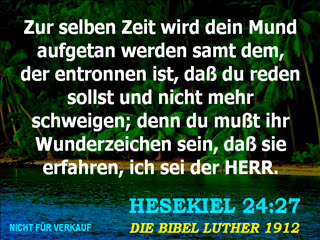 Zur selben Zeit wird dein Mund
aufgetan werden samt dem,
der entronnen ist, daß du reden
sollst und nicht mehr
schweigen; denn du mußt ihr
Wunderzeichen sein, daß sie
erfahren, ich sei der HERR.
HESEKIEL 24:27
NICHT FÜR VERKAUF
DIE BIBEL LUTHER 1912